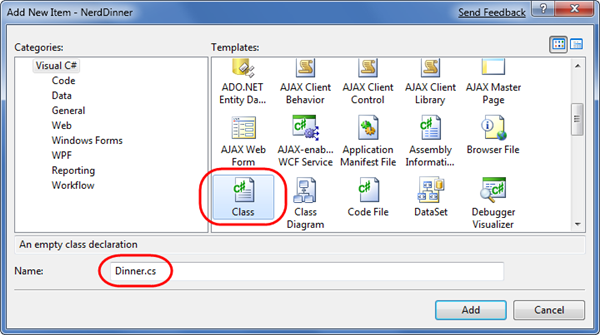 Add New Item - NerdDinner
Send Feedback
Categories:
Templates:
Visual C#
Code
Data
General
Web
Windows Forms
WPF
Reporting
Workflow
ADO.NET Entity Da...
AJAX Client Behavior
AJAX Client Control
AJAX Client Library
AJAX Master Page
AJAX Web Form
AJAX-enab... WCF Service
Application Manifest File
Assembly Informati...
Browser File
Class
Class Diagram
Code File
DataSet
Debugger Visualizer
An empty class declaration
Name:
Dinner.cs
Add
Cancel